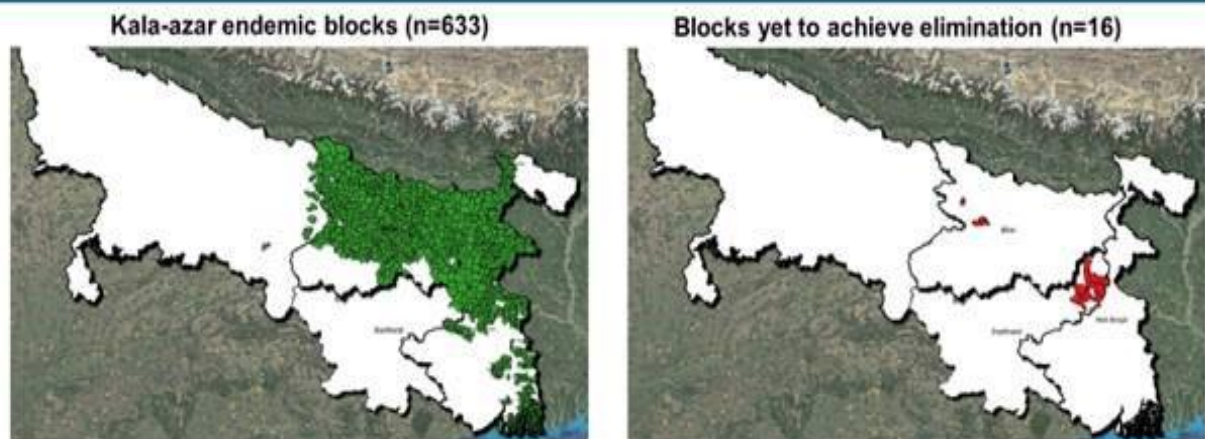 Kala-azar endemic blocks (n=633)
Blocks yet to achieve elimination (n=16)
Bihar
Jharkhand
Jharkhand
West Bengal